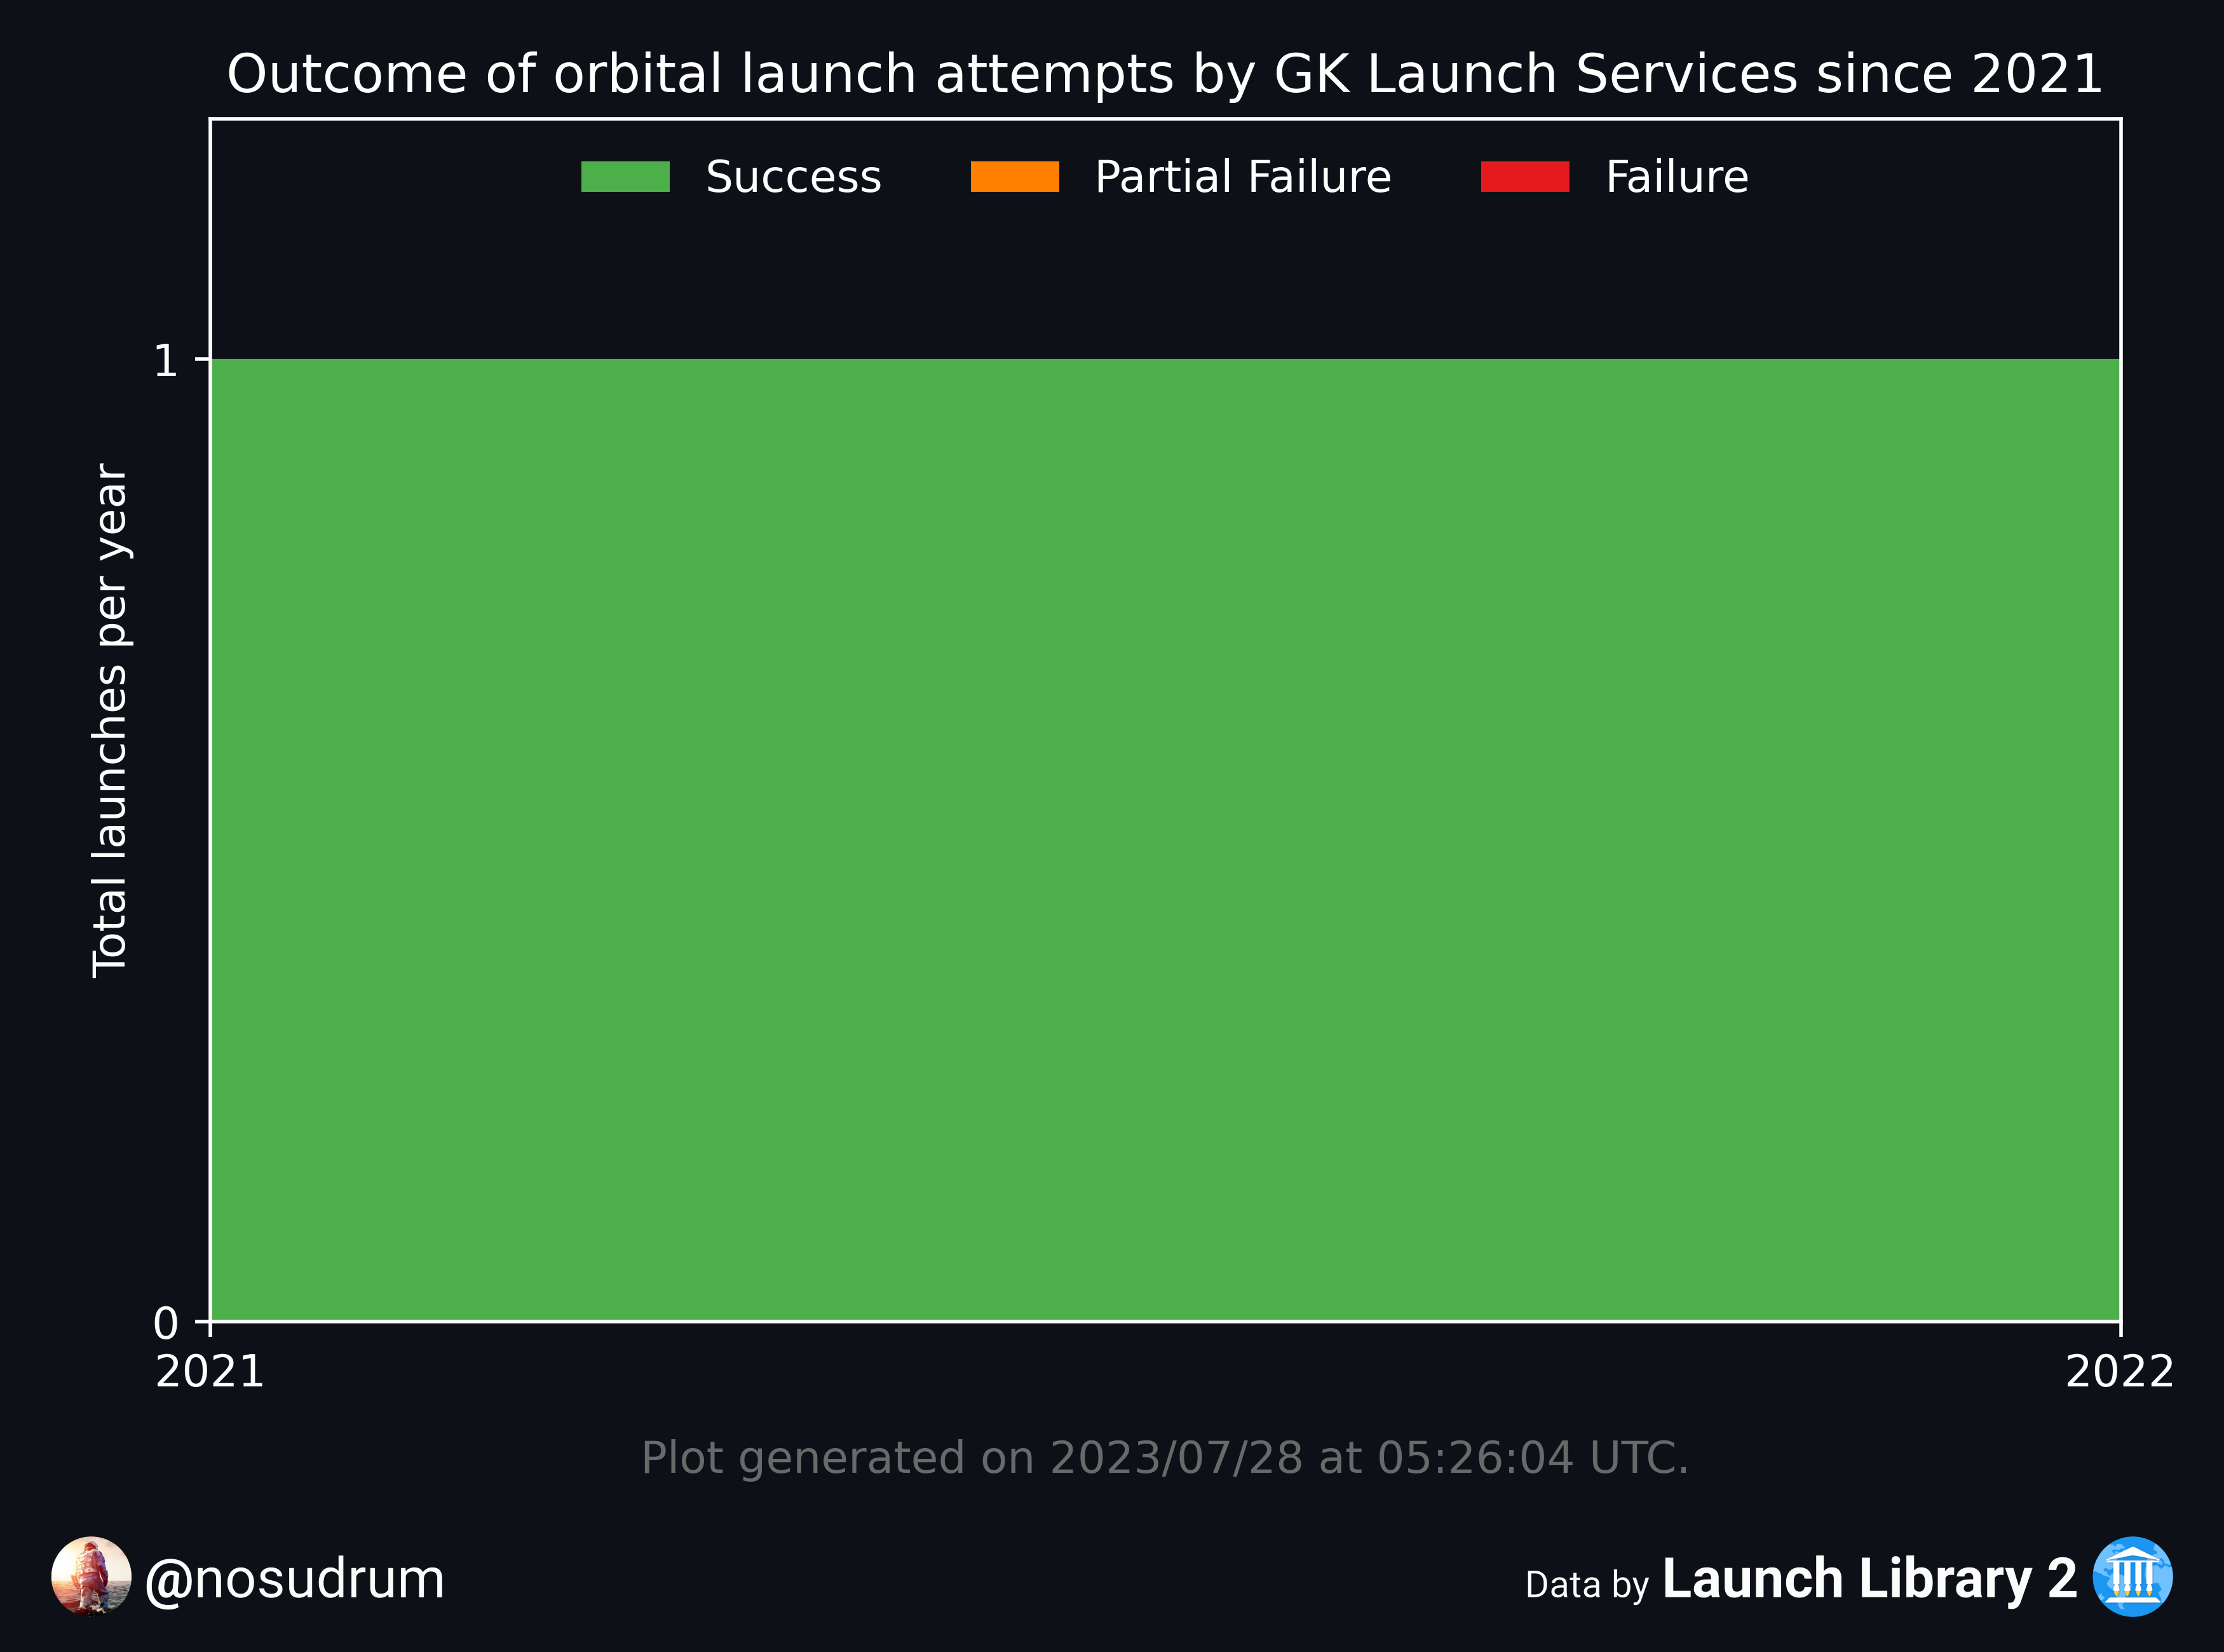 Outcome of orbital launch attempts by GK Launch Services since 2021
Success Partial Failure Failure
1
Total launches per year
0
2021 2022
Plot generated on 2023/07/28 at 05:26:04 UTC.
@nosudrum
Data by Launch Library 2